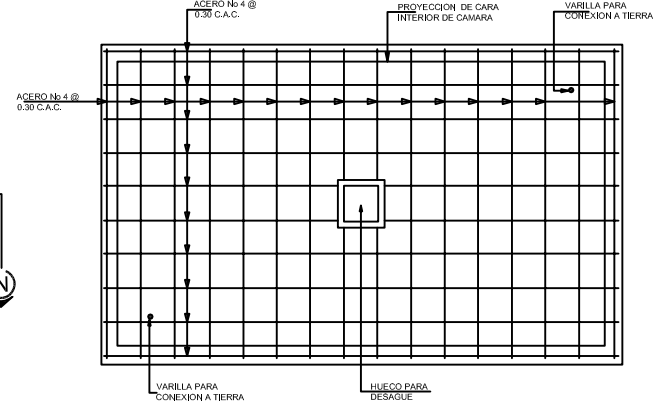 ACERO No 4 @
0.30 C.A.C.
PROYECCION DE CARA
INTERIOR DE CAMARA
VARILLA PARA
CONEXION A TIERRA
ACERO No 4 @
0.30 C.A.C.
N
VARILLA PARA
CONEXION A TIERRA
HUECO PARA
DESAGUE